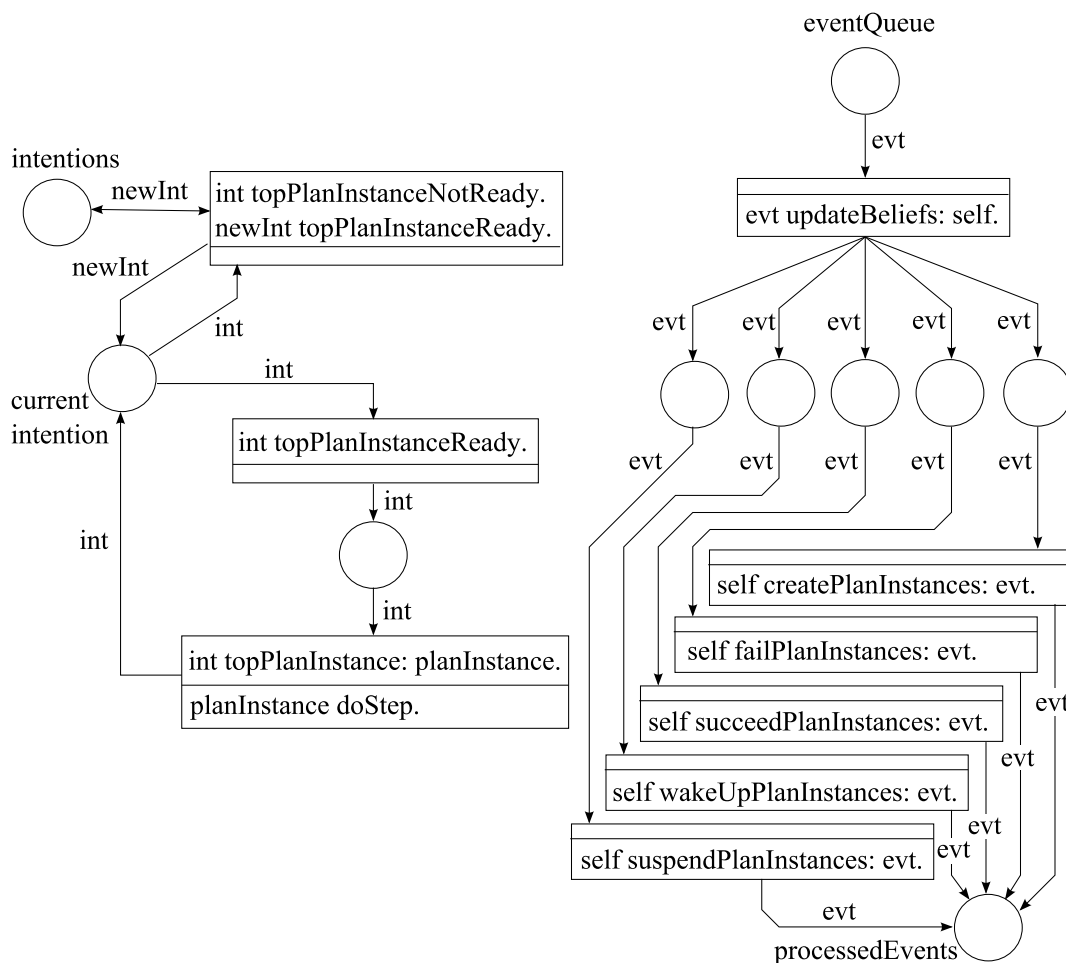 eventQueue
evt
intentions
newInt
int topPlanInstanceNotReady.
newInt topPlanInstanceReady.
evt updateBeliefs: self.
newInt
int
evt
evt
evt
evt
evt
int
current
intention
int topPlanInstanceReady.
evt
evt
evt
evt
evt
int
int
self createPlanInstances: evt.
int
self failPlanInstances: evt.
int topPlanInstance: planInstance.
planInstance doStep.
self succeedPlanInstances: evt.
evt
evt
self wakeUpPlanInstances: evt.
evt
evt
self suspendPlanInstances: evt.
evt
processedEvents